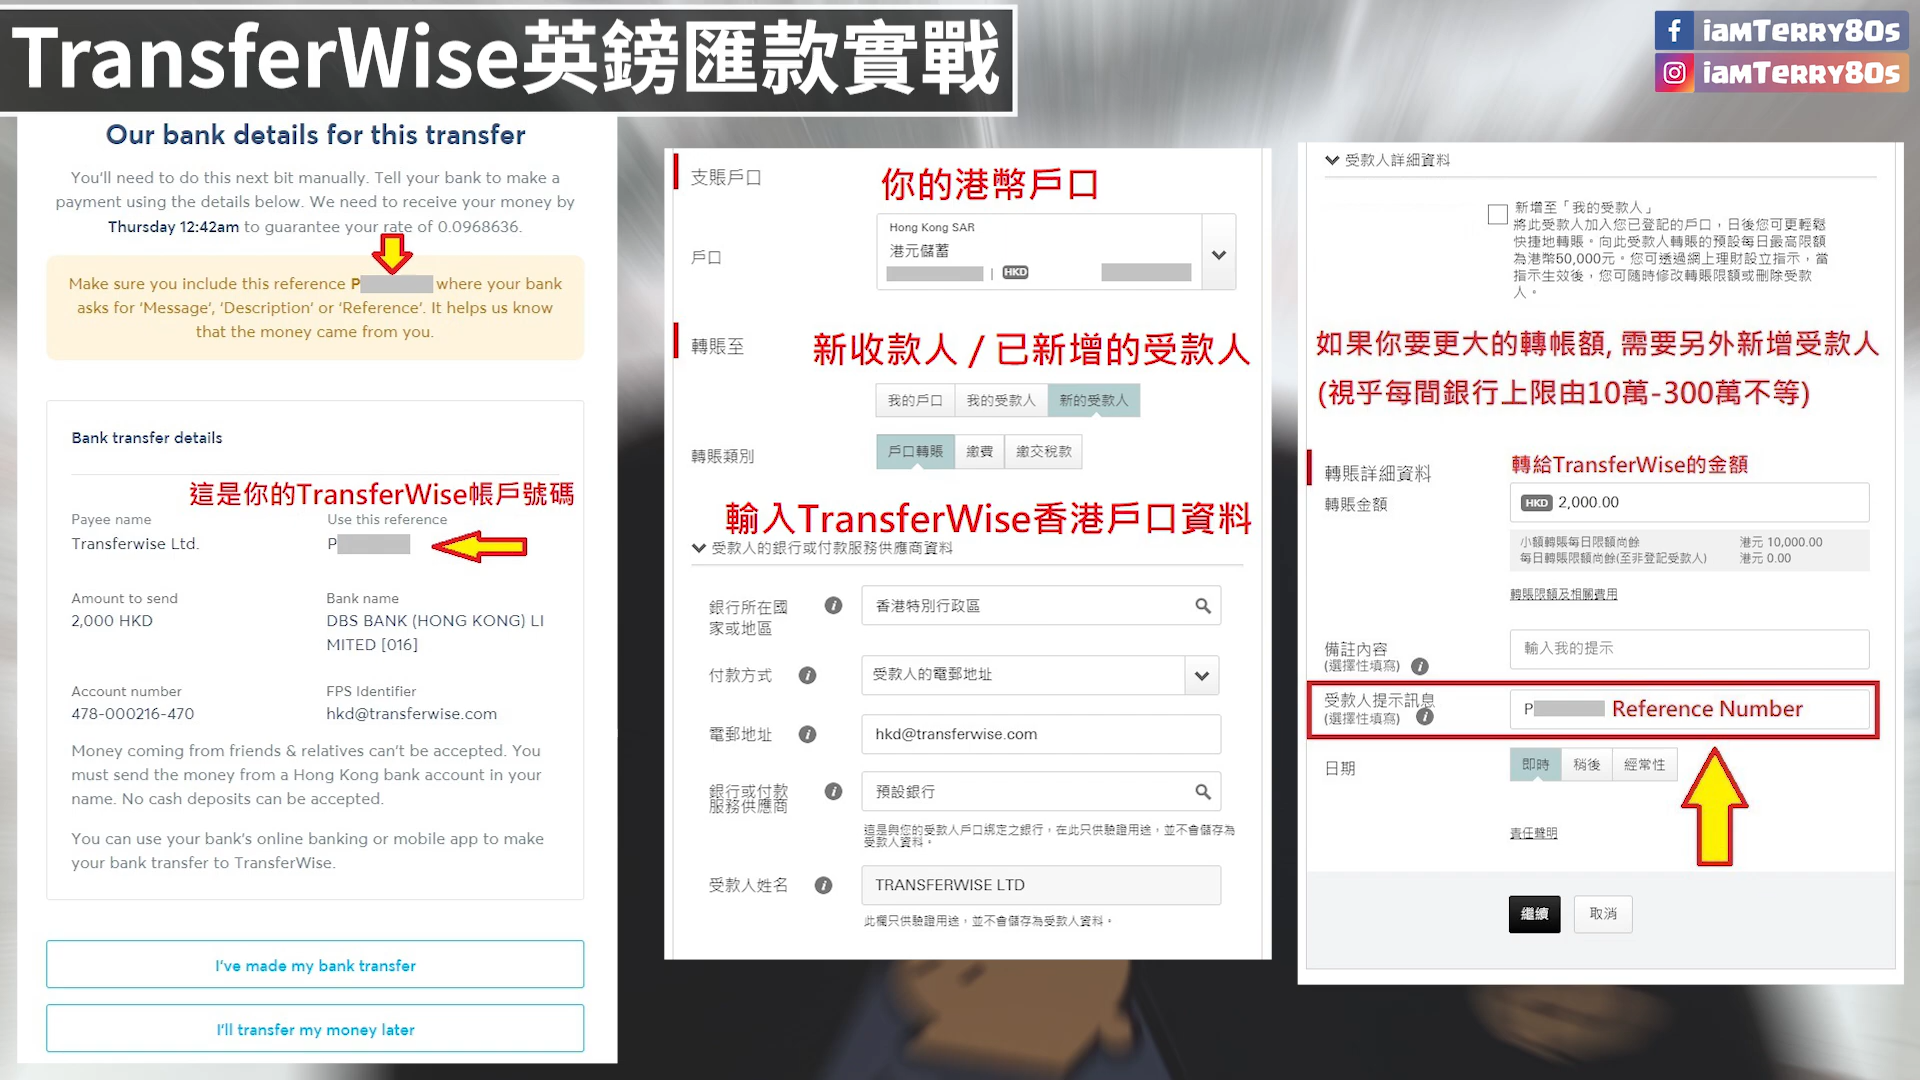 TransferWise英鎊匯款實戰
iamTerry80s
iamTerry80s
Our bank details for this transfer
You'll need to do this next bit manually. Tell your bank to make a
payment using the details below. We need to receive your money by
Thursday 12:42am to guarantee your rate of 0.0968636.
Make sure you include this reference P where your bank
asks for 'Message', 'Description' or 'Reference'. It helps us know
that the money came from you.
Bank transfer details
這是你的TransferWise帳戶號碼
Payee name
Use this reference
Transferwise Ltd.
P
Amount to send
Bank name
2,000 HKD
DBS BANK (HONG KONG) LI
MITED [016]
Account number
FPS Identifier
478-000216-470
hkd@transferwise.com
Money coming from friends & relatives can't be accepted. You
must send the money from a Hong Kong bank account in your
name. No cash deposits can be accepted.
You can use your bank's online banking or mobile app to make
your bank transfer to TransferWise.
I've made my bank transfer
I'll transfer my money later
支賬戶口
你的港幣戶口
戶口
Hong Kong SAR
港元儲蓄
| HKD
轉賬至
新收款人 / 已新增的受款人
我的戶口 我的受款人 新的受款人
轉賬類別
戶口轉賬 繳費 繳交稅款
輸入TransferWise香港戶口資料
受款人的銀行或付款服務供應商資料
銀行所在國
家或地區
香港特別行政區
付款方式
受款人的電郵地址
電郵地址
hkd@transferwise.com
銀行或付款
服務供應商
預設銀行
這是與您的受款人戶口綁定之銀行，在此只供驗證用途，並不會儲存為
受款人資料。
受款人姓名
TRANSFERWISE LTD
此欄只供驗證用途，並不會儲存為受款人資料。
受款人詳細資料
新增至「我的受款人」
將此受款人加入您已登記的戶口，日後您可更輕鬆
快捷地轉賬。向此受款人轉賬的預設每日最高限額
為港幣50,000元。您可透過網上理財設立指示，當
指示生效後，您可隨時修改轉賬限額或刪除受款
人。
如果你要更大的轉帳額, 需要另外新增受款人
(視乎每間銀行上限由10萬-300萬不等)
轉賬詳細資料
轉給TransferWise的金額
轉賬金額
HKD 2,000.00
小額轉賬每日限額尚餘 港元 10,000.00
每日轉賬限額尚餘(至非登記受款人) 港元 0.00
轉賬限額及相關費用
備註內容
(選擇性填寫)
輸入我的提示
受款人提示訊息
(選擇性填寫)
P Reference Number
日期
即時 稍後 經常性
責任聲明
繼續 取消